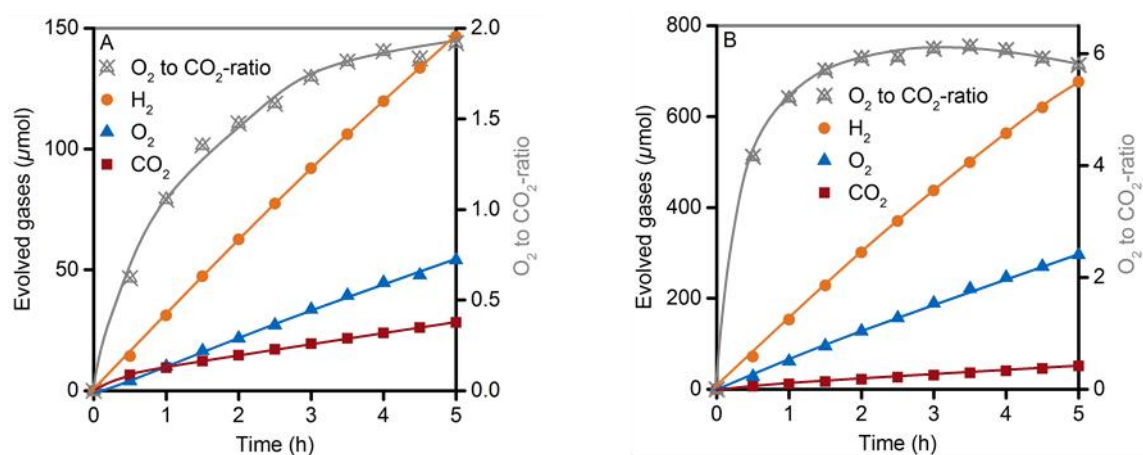 A
O₂ to CO₂-ratio
H₂
O₂
CO₂
150
100
50
0
Evolved gases (µmol)
2.0
1.5
1.0
0.5
0.0
O₂ to CO₂-ratio
0 1 2 3 4 5
Time (h)
B
O₂ to CO₂-ratio
H₂
O₂
CO₂
800
600
400
200
0
Evolved gases (µmol)
6
4
2
0
O₂ to CO₂-ratio
0 1 2 3 4 5
Time (h)